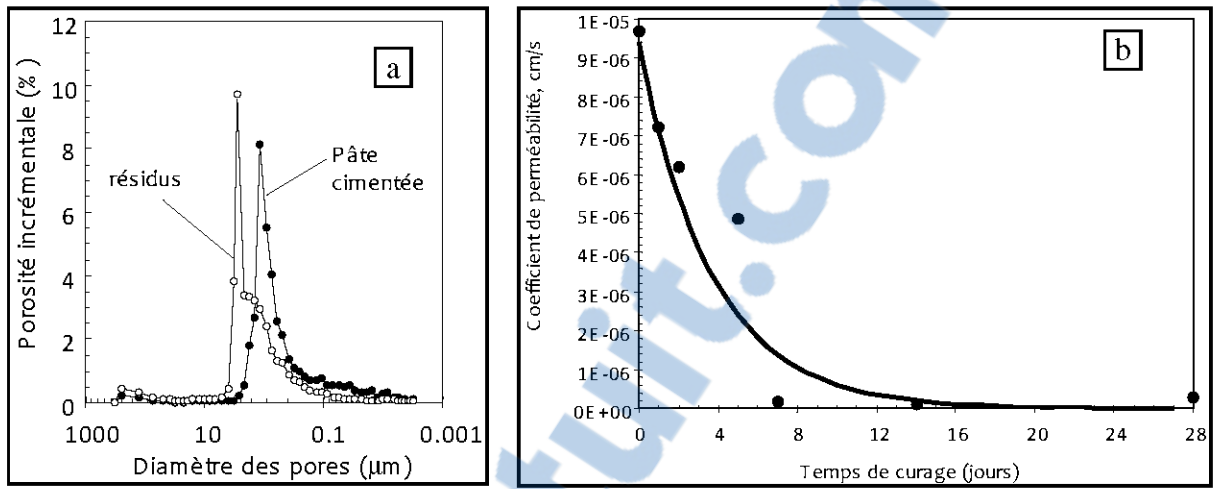 12
10
8
6
4
2
0
Porosité incrémentale (%)
a
résidus
Pâte
cimentée
1000
10
0.1
0.001
Diamètre des pores (µm)
1E-05
9E-06
8E-06
7E-06
6E-06
5E-06
4E-06
3E-06
2E-06
1E-06
0E+00
Coefficient de perméabilité, cm/s
b
0
4
8
12
16
20
24
28
Temps de curage (jours)
tuit.com